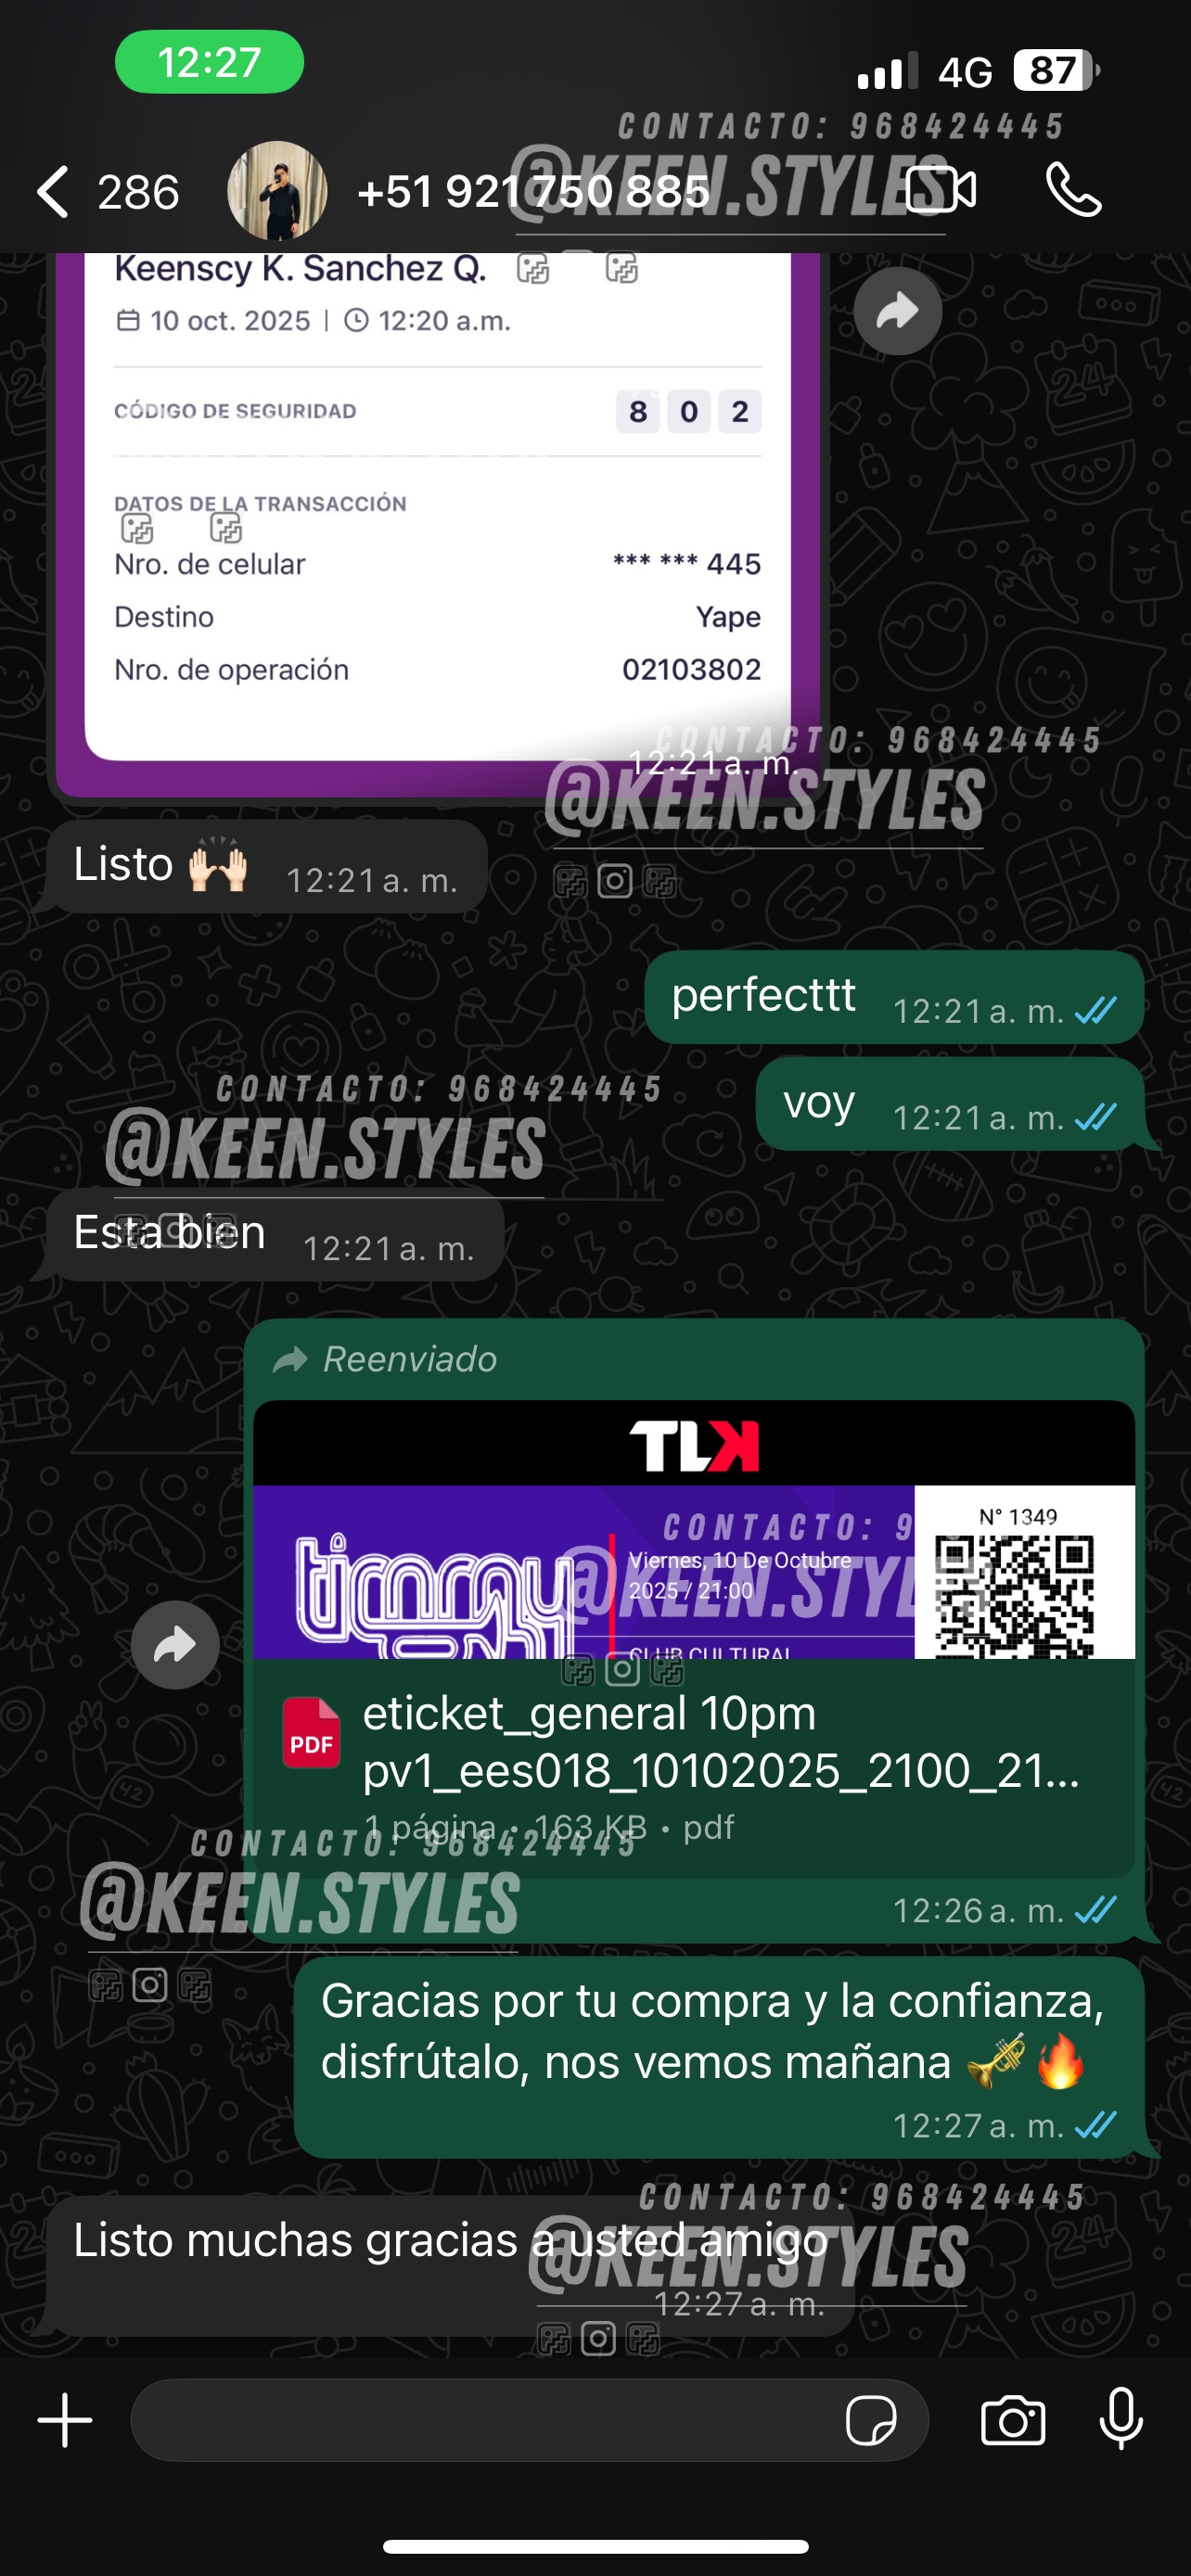 12:27
4G
87
CONTACTO: 968424445
286
+51 921 750 885
@KEEN.STYLES
Keenscy K. Sanchez Q.
10 oct. 2025 | 12:20 a.m.
CÓDIGO DE SEGURIDAD
8 0 2
DATOS DE LA TRANSACCIÓN
Nro. de celular
*** *** 445
Destino
Yape
Nro. de operación
02103802
CONTACTO: 968424445
12:21 a. m.
@KEEN.STYLES
Listo 🙌🏻 12:21 a. m.
perfecttt 12:21 a. m.
CONTACTO: 968424445
voy 12:21 a. m.
@KEEN.STYLES
Esta bien 12:21 a. m.
Reenviado
TLK
N° 1349
CONTACTO: 9
timmy
Viernes, 10 De Octubre
2025 / 21:00
@KEEN.STYL
CLUB CULTURAL
eticket_general 10pm
PDF
pv1_ees018_10102025_2100_21...
1 página • 163 KB • pdf
CONTACTO: 968424445
@KEEN.STYLES
12:26 a. m.
Gracias por tu compra y la confianza,
disfrútalo, nos vemos mañana 🎺🔥
12:27 a. m.
CONTACTO: 968424445
Listo muchas gracias a usted amigo
@KEEN.STYLES
12:27 a. m.